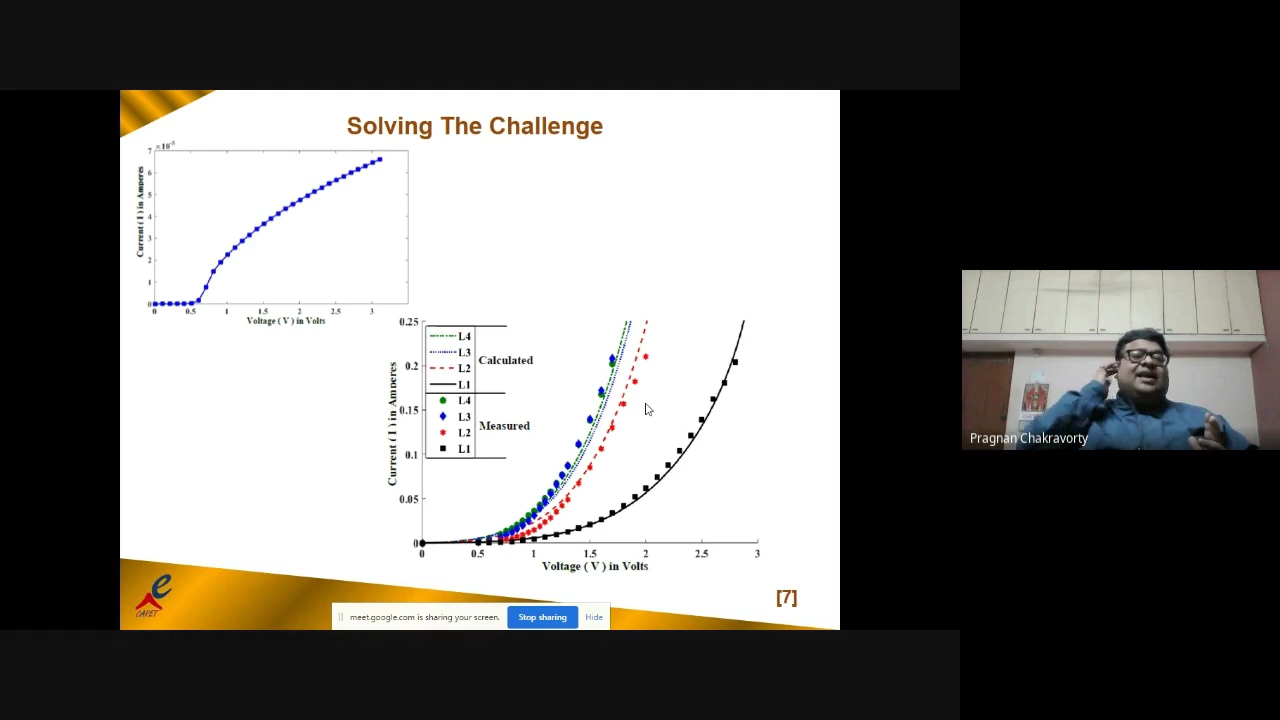 Solving The Challenge
×10⁻³
7
6
5
4
3
2
1
0
Current ( I ) in Amperes
0 0.5 1 1.5 2 2.5 3
Voltage ( V ) in Volts
0.25
0.2
0.15
0.1
0.05
0
Current ( I ) in Amperes
L4
L3
L2
L1
Calculated
L4
L3
L2
L1
Measured
0 0.5 1 1.5 2 2.5 3
Voltage ( V ) in Volts
[7]
e
CARET
meet.google.com is sharing your screen.
Stop sharing
Hide
Pragnan Chakravorty